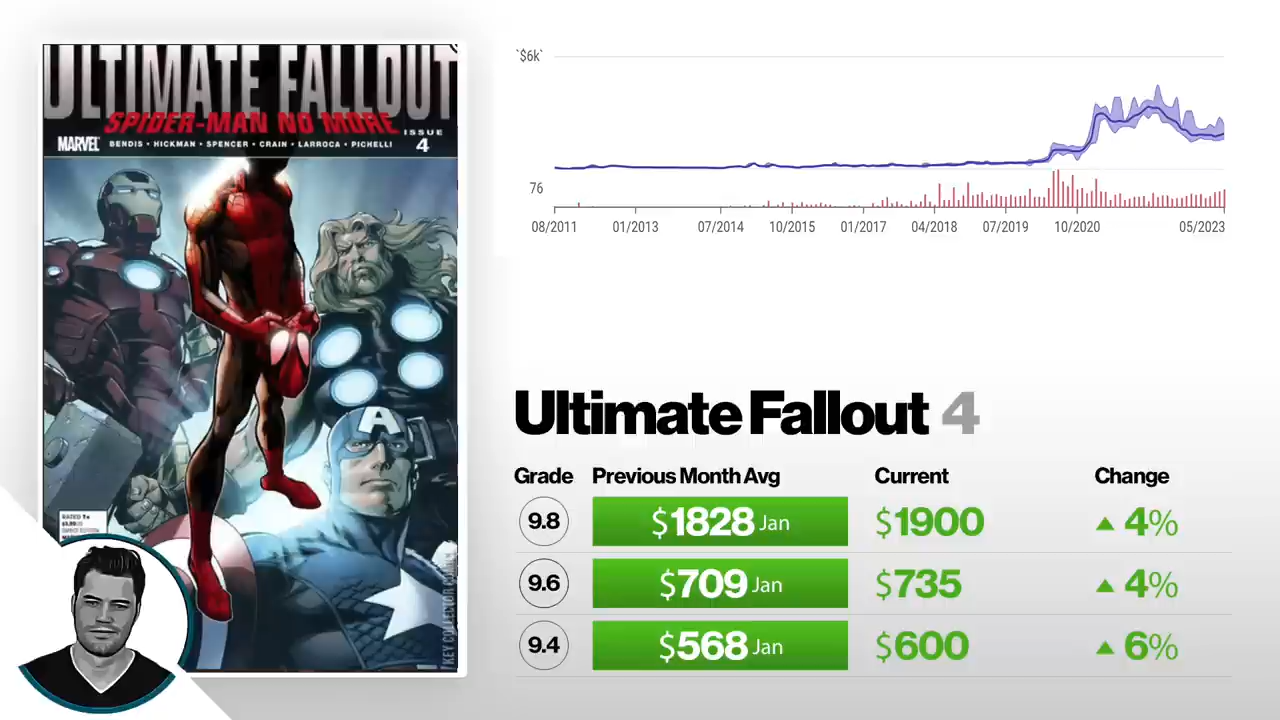 ULTIMATE FALLOUT
SPIDER-MAN NO MORE
ISSUE
4
MARVEL
BENDIS • HICKMAN • SPENCER • CRAIN • LARROCA • PICHELLI
A
KEY COLLECTOR
`$6k`
76
08/2011 01/2013 07/2014 10/2015 01/2017 04/2018 07/2019 10/2020 05/2023
Ultimate Fallout 4
Grade Previous Month Avg Current Change
9.8 $1828 Jan $1900 ▲ 4%
9.6 $709 Jan $735 ▲ 4%
9.4 $568 Jan $600 ▲ 6%